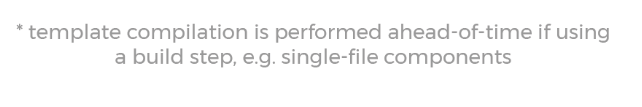 * template compilation is performed ahead-of-time if using
a build step, e.g. single-file components